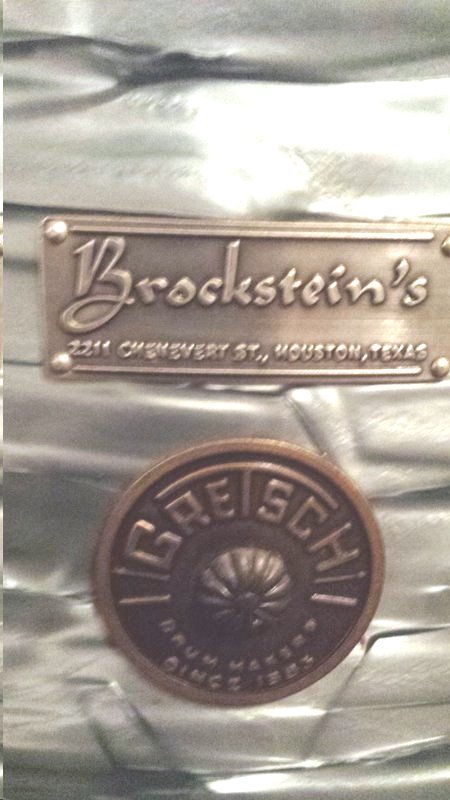 Brockstein's
2211 CHENEVERT ST., HOUSTON, TEXAS
GRETSCH
DRUM MAKERS
SINCE 1883